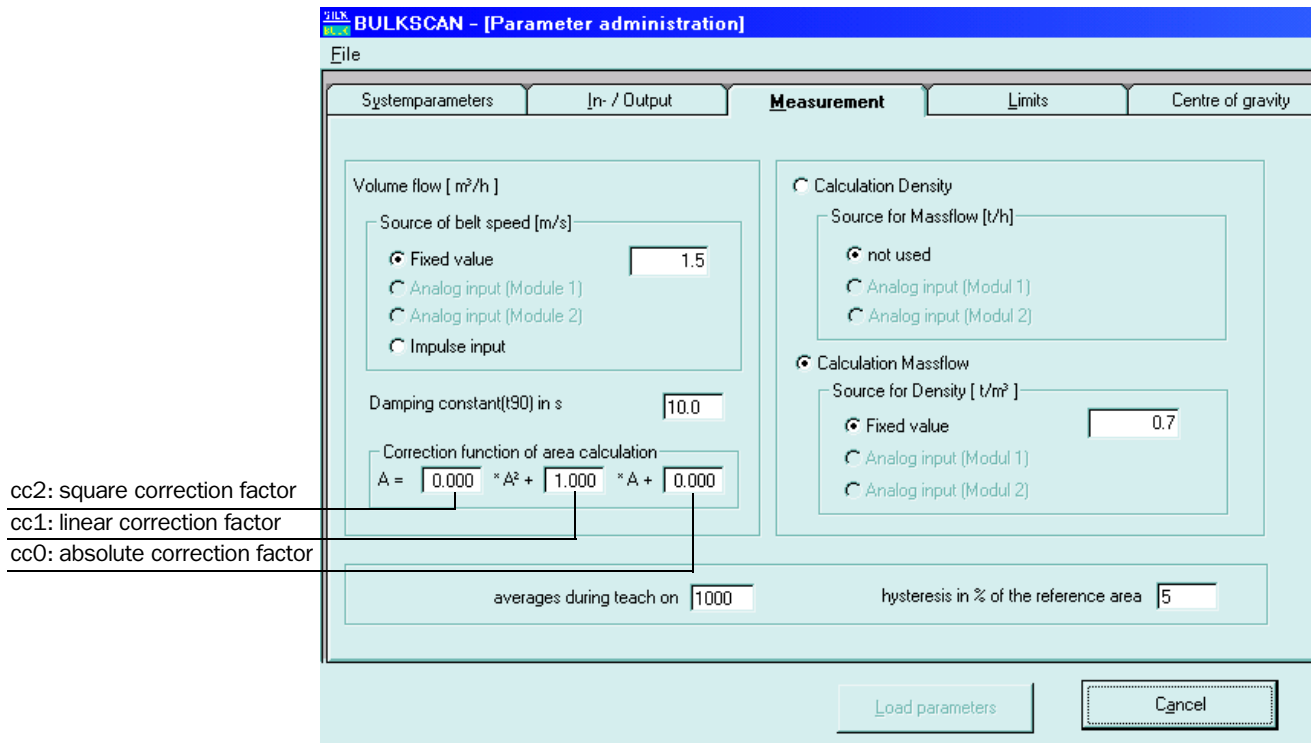 SILK
BULK
BULKSCAN - [Parameter administration]
File
Systemparameters
In- / Output
Measurement
Limits
Centre of gravity
Volume flow [ m³/h ]
Source of belt speed [m/s]
Fixed value 1.5
Analog input (Module 1)
Analog input (Module 2)
Impulse input
Damping constant(t90) in s 10.0
Correction function of area calculation
A = 0.000 * A² + 1.000 * A + 0.000
cc2: square correction factor
cc1: linear correction factor
cc0: absolute correction factor
Calculation Density
Source for Massflow [t/h]
not used
Analog input (Modul 1)
Analog input (Modul 2)
Calculation Massflow
Source for Density [ t/m³ ]
Fixed value 0.7
Analog input (Modul 1)
Analog input (Modul 2)
averages during teach on 1000
hysteresis in % of the reference area 5
Load parameters
Cancel